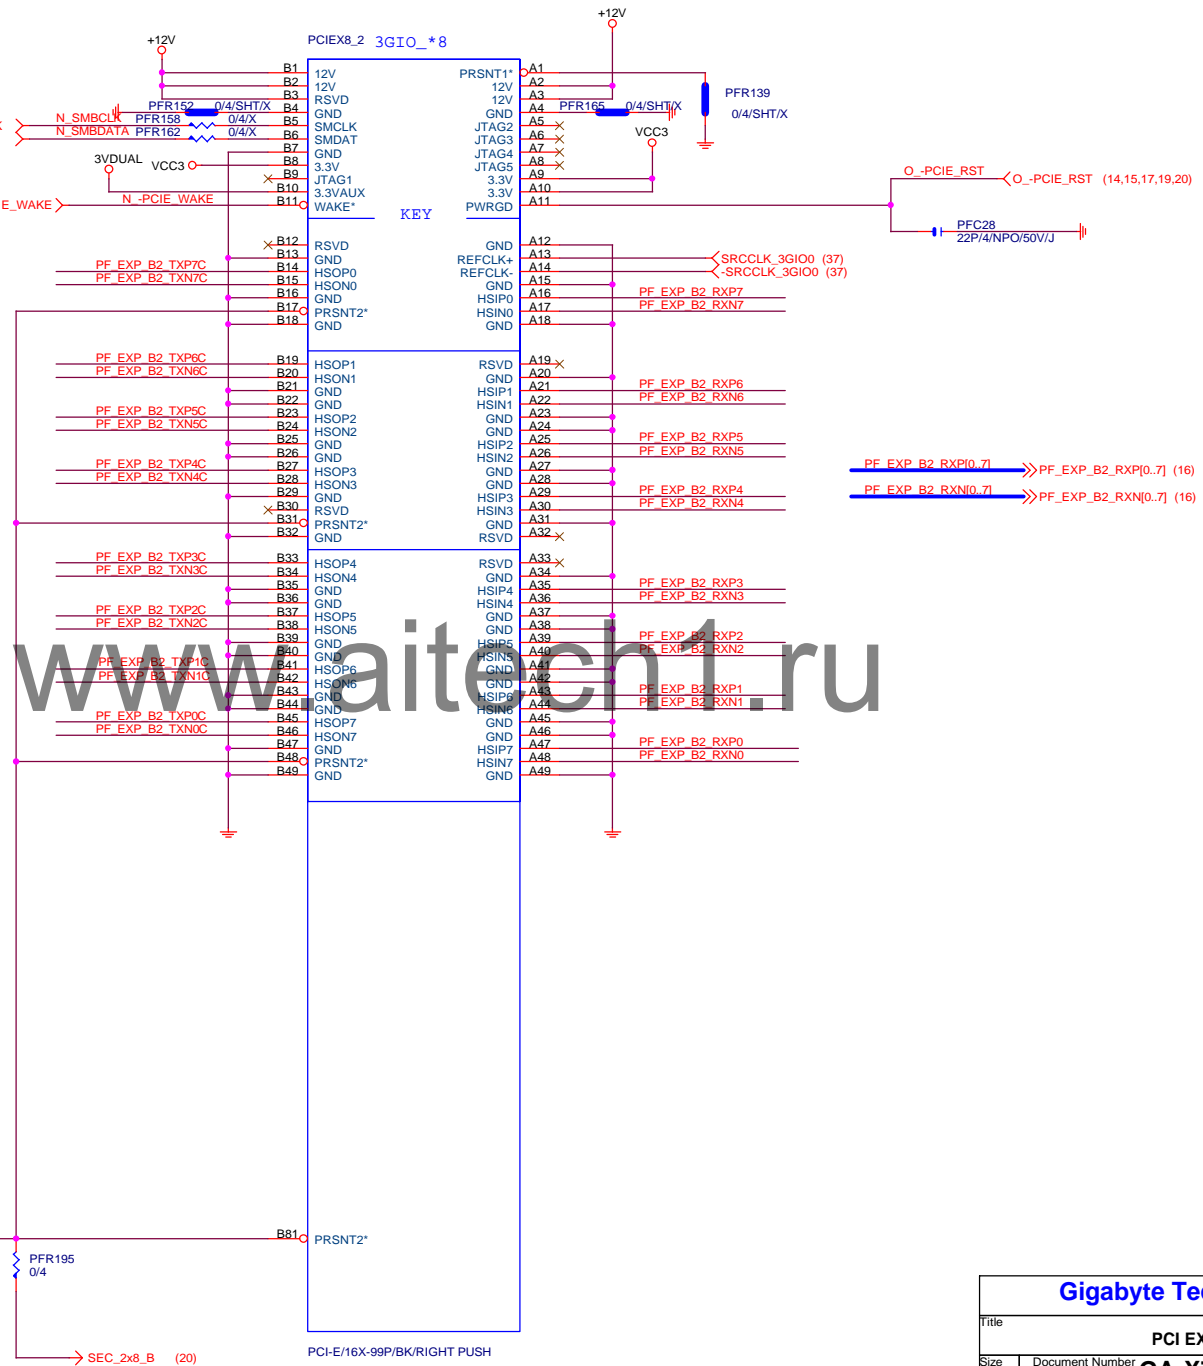 +12V
+12V
PCIEX8_2 3GIO_*8
B1 12V PRSNT1* A1
B2 12V 12V A2
B3 RSVD 12V A3
PFR152 0/4/SHT/X B4 GND GND A4 PFR165 0/4/SHT/X
PFR139
0/4/SHT/X
N_SMBCLK PFR158 0/4/X B5 SMCLK JTAG2 A5
N_SMBDATA PFR162 0/4/X B6 SMDAT JTAG3 A6
B7 GND JTAG4 A7
3VDUAL VCC3 B8 3.3V JTAG5 A8
VCC3
B9 JTAG1 3.3V A9
B10 3.3VAUX 3.3V A10
E_WAKE N_-PCIE_WAKE B11 WAKE* PWRGD A11
KEY
O_-PCIE_RST O_-PCIE_RST (14,15,17,19,20)
PFC28
22P/4/NPO/50V/J
B12 RSVD GND A12
B13 GND REFCLK+ A13 SRCCLK_3GIO0 (37)
PF_EXP_B2_TXP7C B14 HSOP0 REFCLK- A14 -SRCCLK_3GIO0 (37)
PF_EXP_B2_TXN7C B15 HSON0 GND A15
B16 GND HSIP0 A16 PF_EXP_B2_RXP7
B17 PRSNT2* HSIN0 A17 PF_EXP_B2_RXN7
B18 GND GND A18
PF_EXP_B2_TXP6C B19 HSOP1 RSVD A19
PF_EXP_B2_TXN6C B20 HSON1 GND A20
B21 GND HSIP1 A21 PF_EXP_B2_RXP6
B22 GND HSIN1 A22 PF_EXP_B2_RXN6
PF_EXP_B2_TXP5C B23 HSOP2 GND A23
PF_EXP_B2_TXN5C B24 HSON2 GND A24
B25 GND HSIP2 A25 PF_EXP_B2_RXP5
B26 GND HSIN2 A26 PF_EXP_B2_RXN5
PF_EXP_B2_TXP4C B27 HSOP3 GND A27
PF_EXP_B2_TXN4C B28 HSON3 GND A28
B29 GND HSIP3 A29 PF_EXP_B2_RXP4
B30 RSVD HSIN3 A30 PF_EXP_B2_RXN4
B31 PRSNT2* GND A31
B32 GND RSVD A32
PF_EXP_B2_RXP[0..7] PF_EXP_B2_RXP[0..7] (16)
PF_EXP_B2_RXN[0..7] PF_EXP_B2_RXN[0..7] (16)
PF_EXP_B2_TXP3C B33 HSOP4 RSVD A33
PF_EXP_B2_TXN3C B34 HSON4 GND A34
B35 GND HSIP4 A35 PF_EXP_B2_RXP3
B36 GND HSIN4 A36 PF_EXP_B2_RXN3
PF_EXP_B2_TXP2C B37 HSOP5 GND A37
PF_EXP_B2_TXN2C B38 HSON5 GND A38
B39 GND HSIP5 A39 PF_EXP_B2_RXP2
B40 GND HSIN5 A40 PF_EXP_B2_RXN2
PF_EXP_B2_TXP1C B41 HSOP6 GND A41
PF_EXP_B2_TXN1C B42 HSON6 GND A42
B43 GND HSIP6 A43 PF_EXP_B2_RXP1
B44 GND HSIN6 A44 PF_EXP_B2_RXN1
PF_EXP_B2_TXP0C B45 HSOP7 GND A45
PF_EXP_B2_TXN0C B46 HSON7 GND A46
B47 GND HSIP7 A47 PF_EXP_B2_RXP0
B48 PRSNT2* HSIN7 A48 PF_EXP_B2_RXN0
B49 GND GND A49
www.aitech1.ru
B81 PRSNT2*
PFR195
0/4
SEC_2x8_B (20)
PCI-E/16X-99P/BK/RIGHT PUSH
Gigabyte Te
Title
PCI EX
Size Document Number